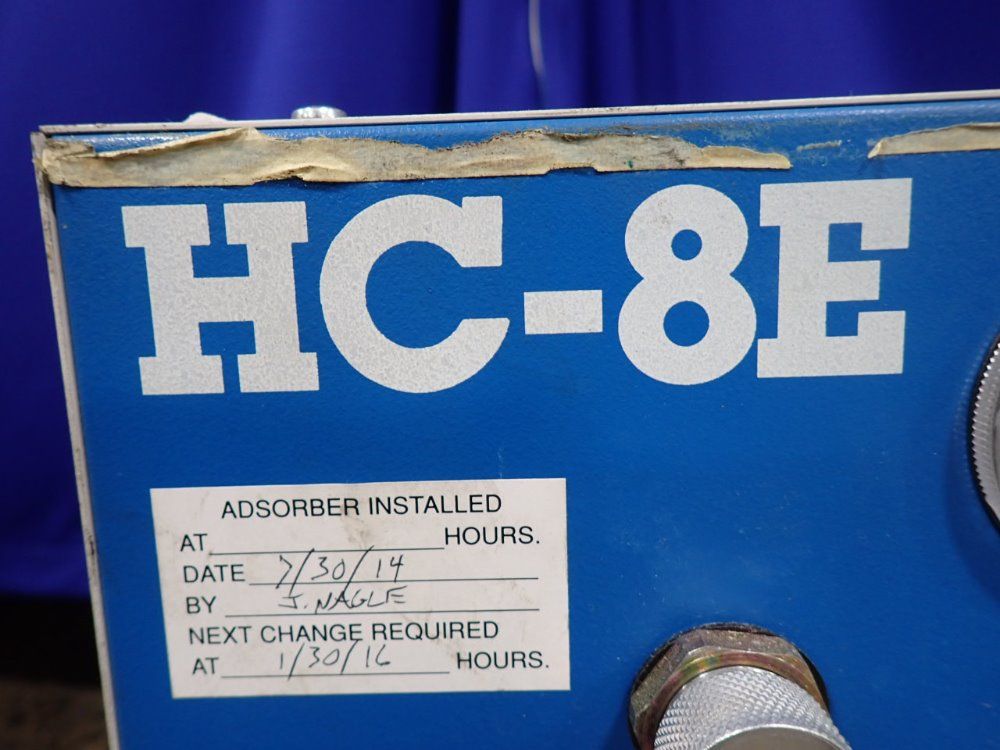 HC-8E
ADSORBER INSTALLED
AT HOURS.
DATE 7/30/14
BY J. NAGLE
NEXT CHANGE REQUIRED
AT 1/30/16 HOURS.